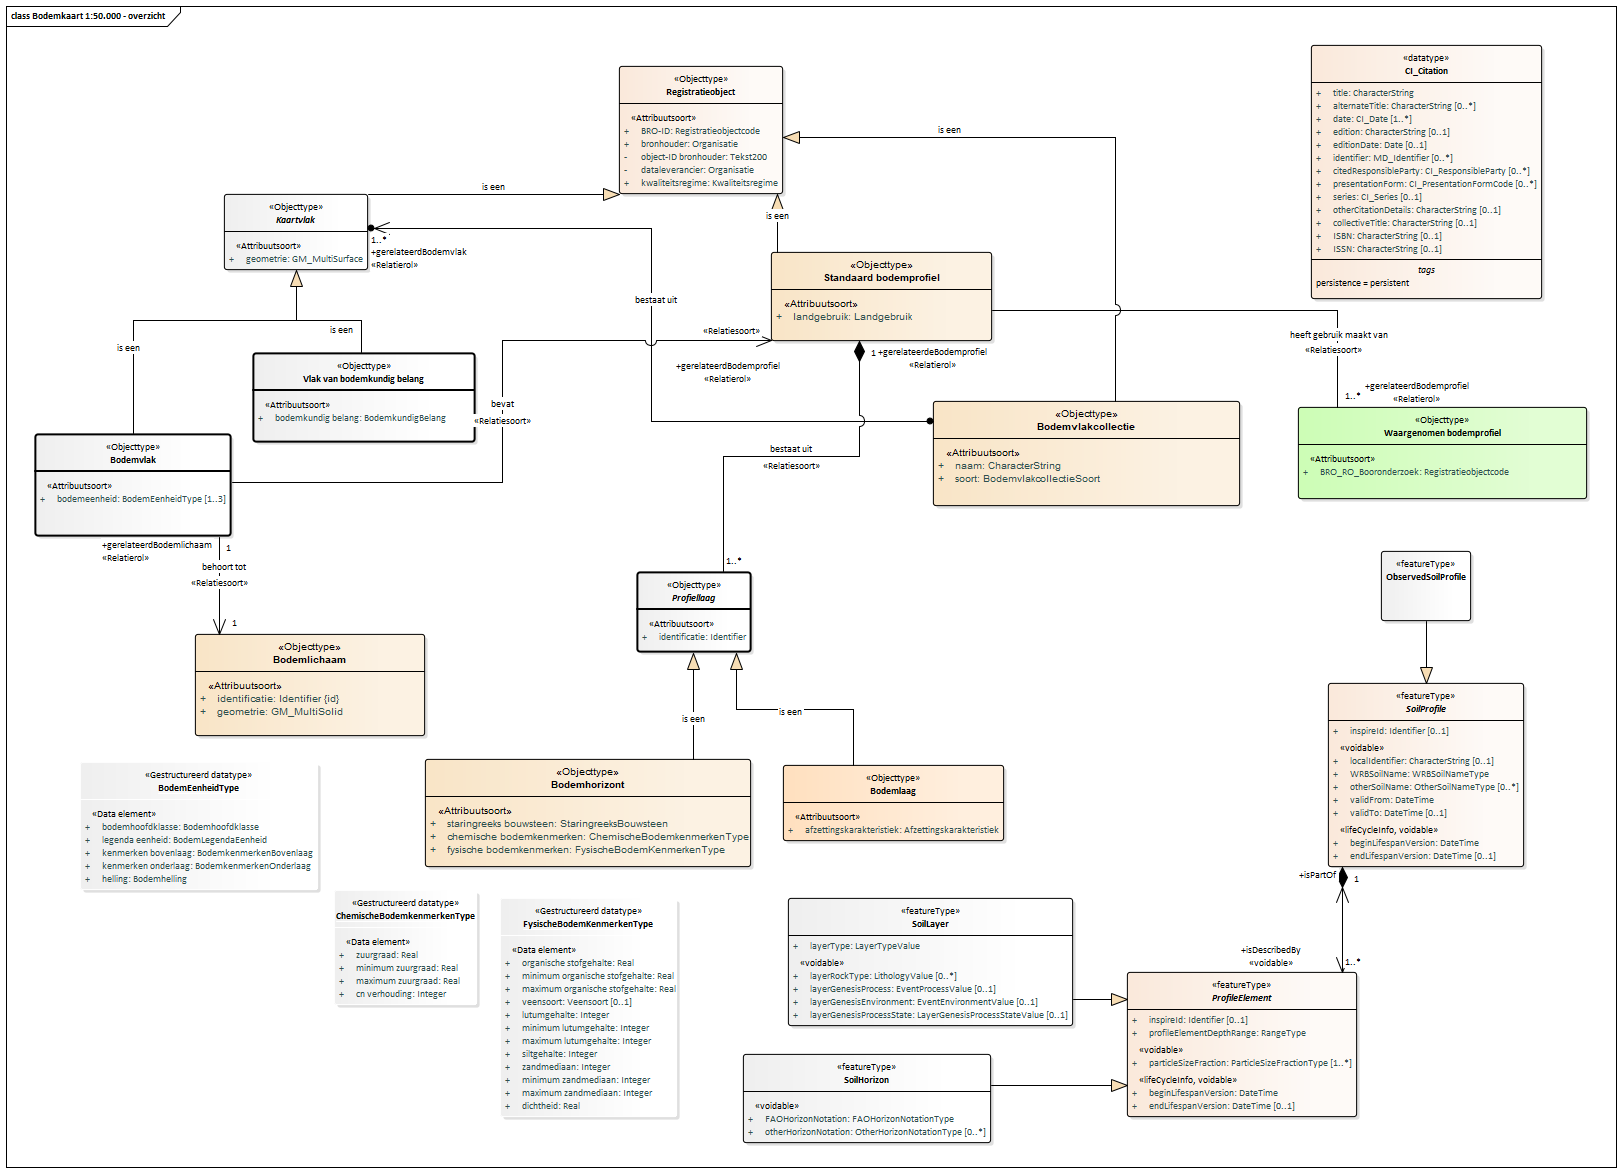 class Bodemkaart 1:50.000 - overzicht
«Objecttype»
Registratieobject
«Attribuutsoort»
+ BRO-ID: Registratieobjectcode
+ bronhouder: Organisatie
- object-ID bronhouder: Tekst200
- dataleverancier: Organisatie
+ kwaliteitsregime: Kwaliteitsregime
«datatype»
CI_Citation
+ title: CharacterString
+ alternateTitle: CharacterString [0..*]
+ date: CI_Date [1..*]
+ edition: CharacterString [0..1]
+ editionDate: Date [0..1]
+ identifier: MD_Identifier [0..*]
+ citedResponsibleParty: CI_ResponsibleParty [0..*]
+ presentationForm: CI_PresentationFormCode [0..*]
+ series: CI_Series [0..1]
+ otherCitationDetails: CharacterString [0..1]
+ collectiveTitle: CharacterString [0..1]
+ ISBN: CharacterString [0..1]
+ ISSN: CharacterString [0..1]
tags
persistence = persistent
is een
is een
is een
«Objecttype»
Kaartvlak
«Attribuutsoort»
+ geometrie: GM_MultiSurface
1..*
+gerelateerdBodemvlak
«Relatierol»
bestaat uit
«Objecttype»
Standaard bodemprofiel
«Attribuutsoort»
+ landgebruik: Landgebruik
«Relatiesoort»
+gerelateerdBodemprofiel
«Relatierol»
1 +gerelateerdeBodemprofiel
«Relatierol»
heeft gebruik maakt van
«Relatiesoort»
+gerelateerdBodemprofiel
1..* «Relatierol»
is een
is een
«Objecttype»
Vlak van bodemkundig belang
«Attribuutsoort»
+ bodemkundig belang: BodemkundigBelang
bevat
«Relatiesoort»
«Objecttype»
Bodemvlakcollectie
«Attribuutsoort»
+ naam: CharacterString
+ soort: BodemvlakcollectieSoort
«Objecttype»
Waargenomen bodemprofiel
«Attribuutsoort»
+ BRO_RO_Booronderzoek: Registratieobjectcode
«Objecttype»
Bodemvlak
«Attribuutsoort»
+ bodemeenheid: BodemEenheidType [1..3]
bestaat uit
«Relatiesoort»
+gerelateerdBodemlichaam
«Relatierol»
1
behoort tot
«Relatiesoort»
1
1..*
«Objecttype»
Profiellaag
«Attribuutsoort»
+ identificatie: Identifier
«featureType»
ObservedSoilProfile
«Objecttype»
Bodemlichaam
«Attribuutsoort»
+ identificatie: Identifier {id}
+ geometrie: GM_MultiSolid
is een
is een
«featureType»
SoilProfile
+ inspireId: Identifier [0..1]
«voidable»
+ localIdentifier: CharacterString [0..1]
+ WRBSoilName: WRBSoilNameType
+ otherSoilName: OtherSoilNameType [0..*]
+ validFrom: DateTime
+ validTo: DateTime [0..1]
«lifeCycleInfo, voidable»
+ beginLifespanVersion: DateTime
+ endLifespanVersion: DateTime [0..1]
«Gestructureerd datatype»
BodemEenheidType
«Data element»
+ bodemhoofdklasse: Bodemhoofdklasse
+ legenda eenheid: BodemLegendaEenheid
+ kenmerken bovenlaag: BodemkenmerkenBovenlaag
+ kenmerken onderlaag: BodemkenmerkenOnderlaag
+ helling: Bodemhelling
«Objecttype»
Bodemhorizont
«Attribuutsoort»
+ staringreeks bouwsteen: StaringreeksBouwsteen
+ chemische bodemkenmerken: ChemischeBodemkenmerkenType
+ fysische bodemkenmerken: FysischeBodemKenmerkenType
«Objecttype»
Bodemlaag
«Attribuutsoort»
+ afzettingskarakteristiek: Afzettingskarakteristiek
+isPartOf
1
+isDescribedBy
«voidable»
1..*
«Gestructureerd datatype»
ChemischeBodemkenmerkenType
«Data element»
+ zuurgraad: Real
+ minimum zuurgraad: Real
+ maximum zuurgraad: Real
+ cn verhouding: Integer
«Gestructureerd datatype»
FysischeBodemKenmerkenType
«Data element»
+ organische stofgehalte: Real
+ minimum organische stofgehalte: Real
+ maximum organische stofgehalte: Real
+ veensoort: Veensoort [0..1]
+ lutumgehalte: Integer
+ minimum lutumgehalte: Integer
+ maximum lutumgehalte: Integer
+ siltgehalte: Integer
+ zandmediaan: Integer
+ minimum zandmediaan: Integer
+ maximum zandmediaan: Integer
+ dichtheid: Real
«featureType»
SoilLayer
+ layerType: LayerTypeValue
«voidable»
+ layerRockType: LithologyValue [0..*]
+ layerGenesisProcess: EventProcessValue [0..1]
+ layerGenesisEnvironment: EventEnvironmentValue [0..1]
+ layerGenesisProcessState: LayerGenesisProcessStateValue [0..1]
«featureType»
ProfileElement
+ inspireId: Identifier [0..1]
+ profileElementDepthRange: RangeType
«voidable»
+ particleSizeFraction: ParticleSizeFractionType [1..*]
«lifeCycleInfo, voidable»
+ beginLifespanVersion: DateTime
+ endLifespanVersion: DateTime [0..1]
«featureType»
SoilHorizon
«voidable»
+ FAOHorizonNotation: FAOHorizonNotationType
+ otherHorizonNotation: OtherHorizonNotationType [0..*]